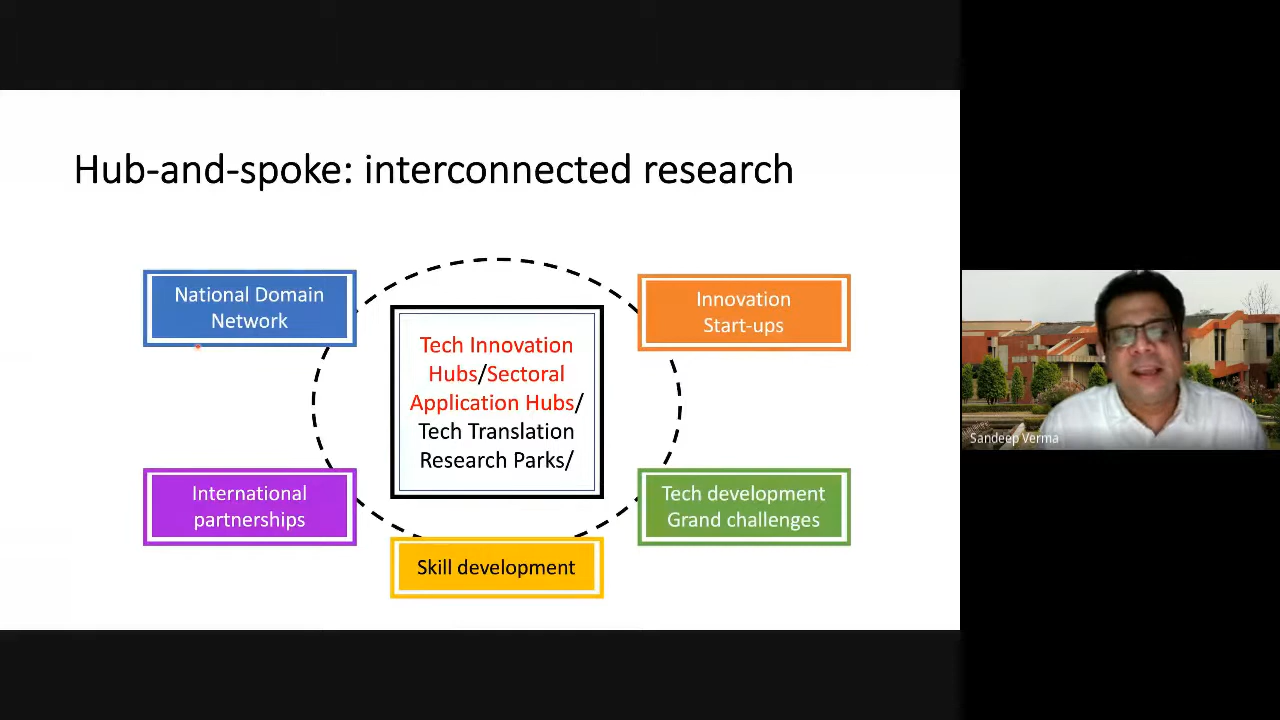 Hub-and-spoke: interconnected research
National Domain
Network
Innovation
Start-ups
Tech Innovation
Hubs/Sectoral
Application Hubs/
Tech Translation
Research Parks/
International
partnerships
Tech development
Grand challenges
Skill development
Sandeep Verma